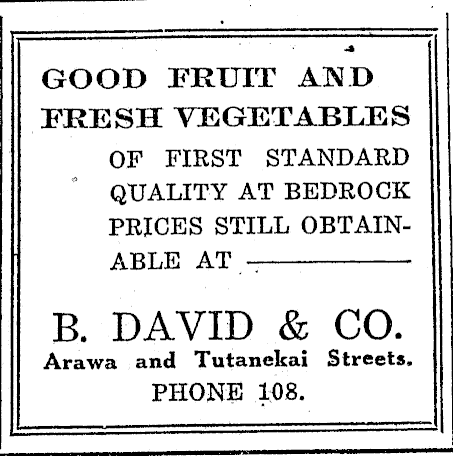 GOOD FRUIT AND
FRESH VEGETABLES
OF FIRST STANDARD
QUALITY AT BEDROCK
PRICES STILL OBTAIN-
ABLE AT ———
B. DAVID & CO.
Arawa and Tutanekai Streets.
PHONE 108.